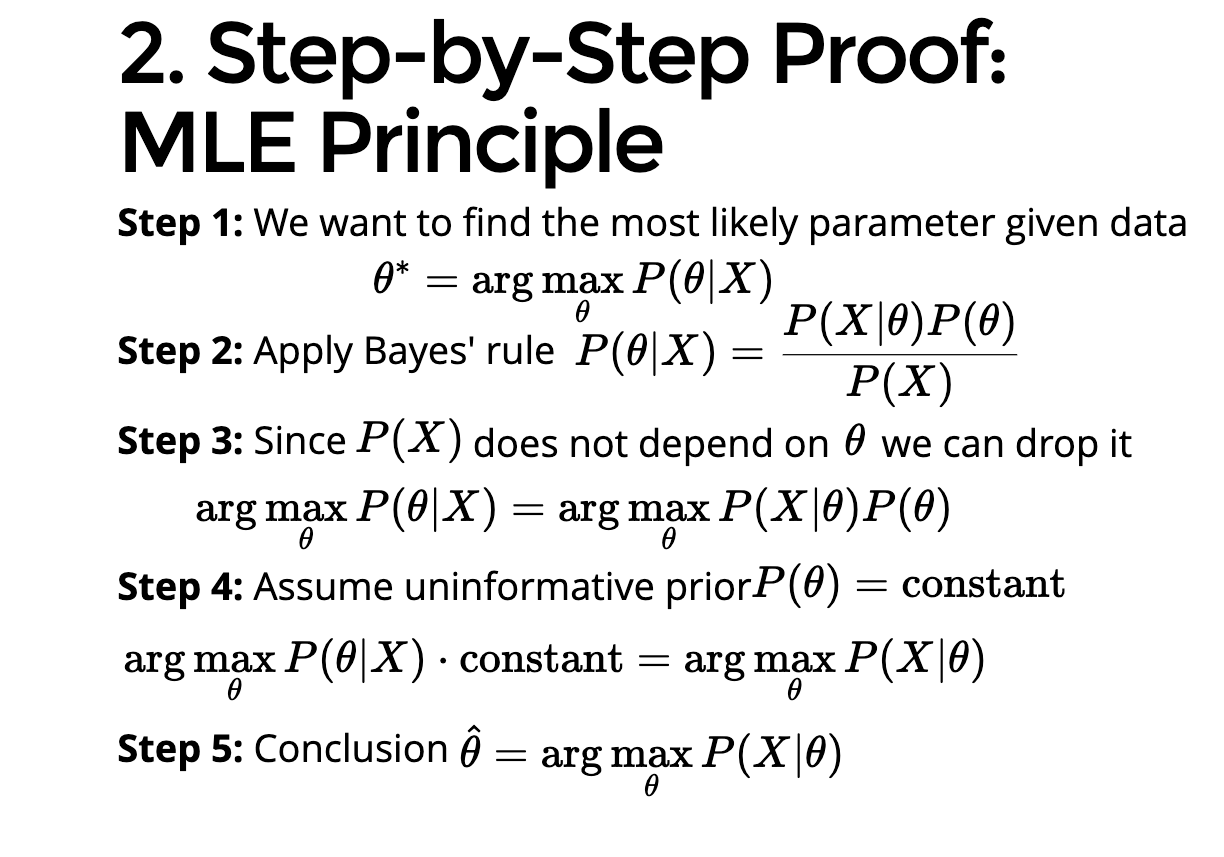 2. Step-by-Step Proof:
MLE Principle
Step 1: We want to find the most likely parameter given data
θ* = arg max_θ P(θ|X)
Step 2: Apply Bayes' rule P(θ|X) = P(X|θ)P(θ) / P(X)
Step 3: Since P(X) does not depend on θ we can drop it
arg max_θ P(θ|X) = arg max_θ P(X|θ)P(θ)
Step 4: Assume uninformative prior P(θ) = constant
arg max_θ P(θ|X) · constant = arg max_θ P(X|θ)
Step 5: Conclusion θ̂ = arg max_θ P(X|θ)